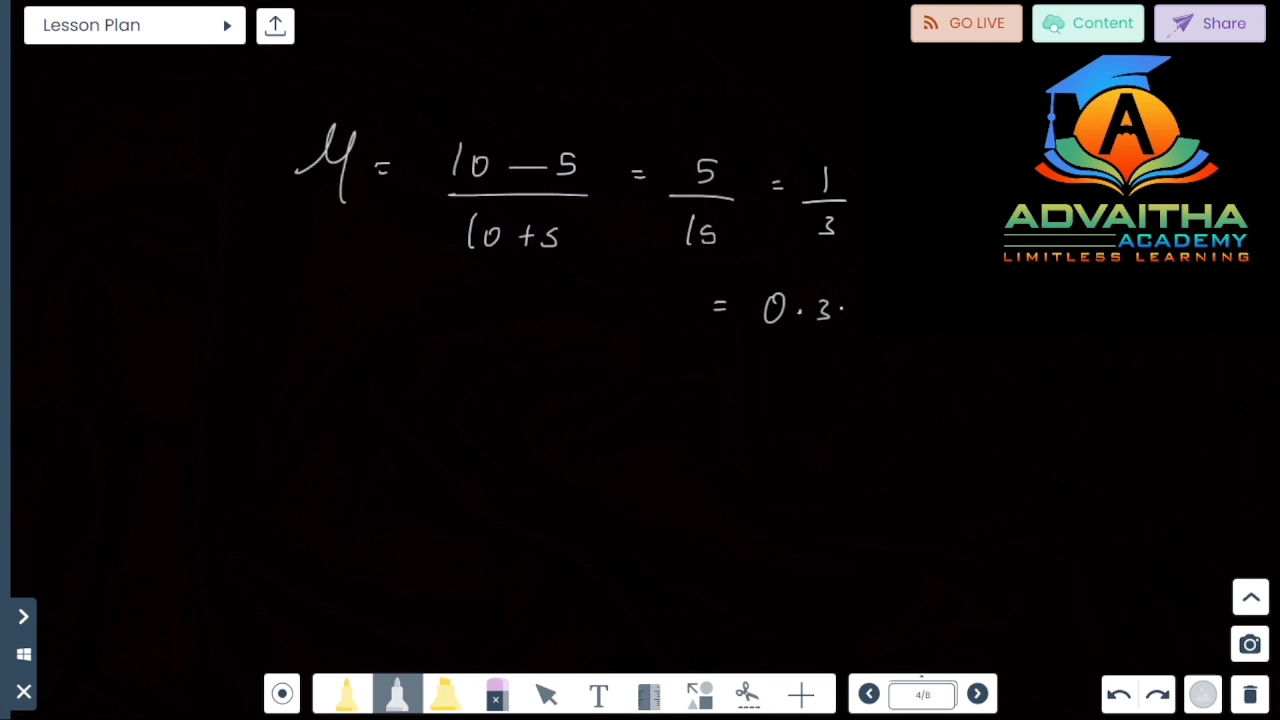 Lesson Plan
GO LIVE
Content
Share
A
ADVAITHA
ACADEMY
LIMITLESS LEARNING
μ = 10 – 5 / 10 + 5 = 5 / 15 = 1 / 3
= 0.3.
T
4/8